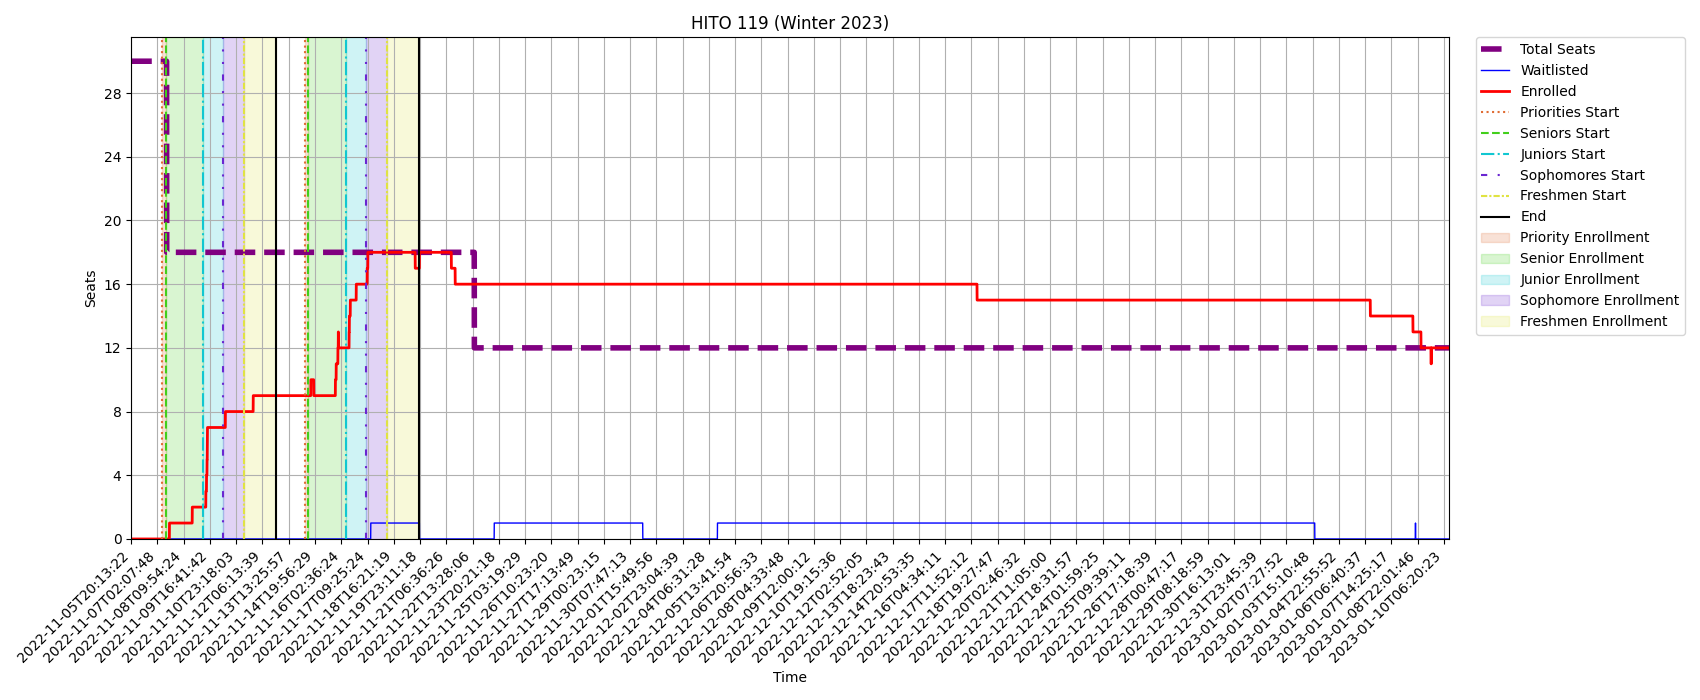 HITO 119 (Winter 2023)
Total Seats
Waitlisted
Enrolled
Priorities Start
Seniors Start
Juniors Start
Sophomores Start
Freshmen Start
End
Priority Enrollment
Senior Enrollment
Junior Enrollment
Sophomore Enrollment
Freshmen Enrollment
Seats
28
24
20
16
12
8
4
0
2022-11-05T20:13:22
2022-11-07T02:07:48
2022-11-08T09:54:24
2022-11-09T16:41:42
2022-11-10T23:18:03
2022-11-12T06:13:39
2022-11-13T13:25:57
2022-11-14T19:56:29
2022-11-16T02:36:24
2022-11-17T09:25:24
2022-11-18T16:21:19
2022-11-19T23:11:18
2022-11-21T06:36:26
2022-11-22T13:28:06
2022-11-23T20:21:18
2022-11-25T03:19:29
2022-11-26T10:23:20
2022-11-27T17:13:49
2022-11-29T00:23:15
2022-11-30T07:47:13
2022-12-01T15:49:56
2022-12-02T23:04:39
2022-12-04T06:31:28
2022-12-05T13:41:54
2022-12-06T20:56:33
2022-12-08T04:33:48
2022-12-09T12:00:12
2022-12-10T19:15:36
2022-12-12T02:52:05
2022-12-13T18:23:43
2022-12-14T20:53:35
2022-12-16T04:34:11
2022-12-17T11:52:12
2022-12-18T19:27:47
2022-12-20T02:46:32
2022-12-21T11:05:00
2022-12-22T18:31:57
2022-12-24T01:59:25
2022-12-25T09:39:11
2022-12-26T17:18:39
2022-12-28T00:47:17
2022-12-29T08:18:59
2022-12-30T16:13:01
2022-12-31T23:45:39
2023-01-02T07:27:52
2023-01-03T15:10:48
2023-01-04T22:55:52
2023-01-06T06:40:37
2023-01-07T14:25:17
2023-01-08T22:01:46
2023-01-10T06:20:23
Time